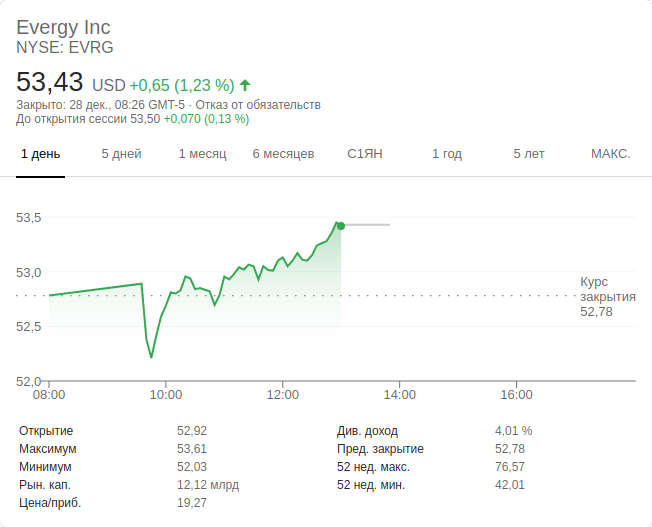 Evergy Inc
NYSE: EVRG
53,43 USD +0,65 (1,23 %)
Закрыто: 28 дек., 08:26 GMT-5 · Отказ от обязательств
До открытия сессии 53,50 +0,070 (0,13 %)
1 день 5 дней 1 месяц 6 месяцев С1ЯН 1 год 5 лет МАКС.
53,5
53,0
Курс
закрытия
52,78
52,5
52,0
08:00 10:00 12:00 14:00 16:00
Открытие 52,92 Див. доход 4,01 %
Максимум 53,61 Пред. закрытие 52,78
Минимум 52,03 52 нед. макс. 76,57
Рын. кап. 12,12 млрд 52 нед. мин. 42,01
Цена/приб. 19,27